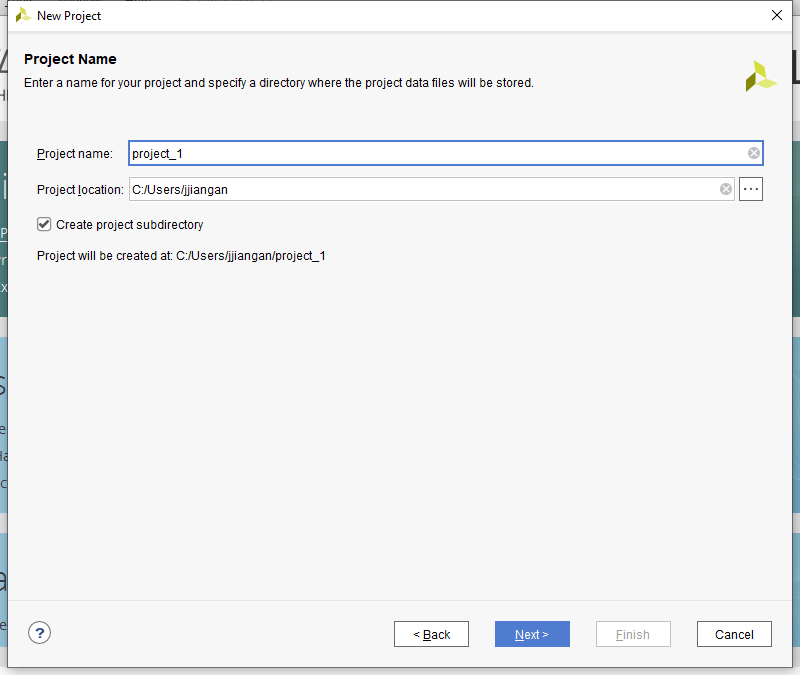 New Project
Project Name
Enter a name for your project and specify a directory where the project data files will be stored.
Project name: project_1
Project location: C:/Users/jjiangan
...
Create project subdirectory
Project will be created at: C:/Users/jjiangan/project_1
? < Back Next > Finish Cancel